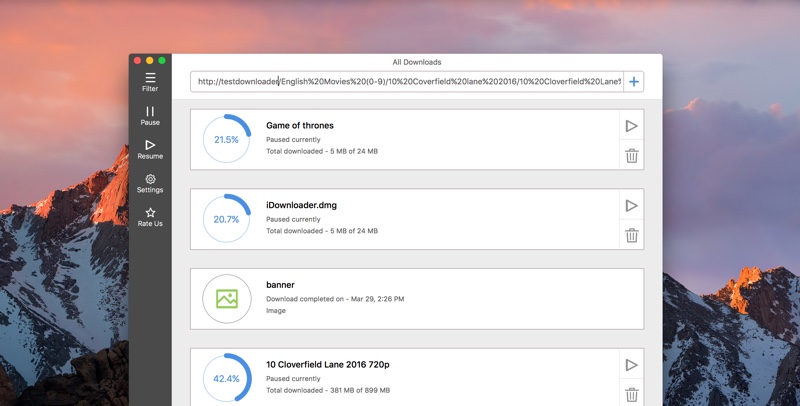 All Downloads
http://testdownloader/English%20Movies%20(0-9)/10%20Coverfield%20lane%202016/10%20Cloverfield%20Lane%
Filter
Pause
Resume
Settings
Rate Us
21.5%
Game of thrones
Paused currently
Total downloaded - 5 MB of 24 MB
20.7%
iDownloader.dmg
Paused currently
Total downloaded - 5 MB of 24 MB
banner
Download completed on - Mar 29, 2:26 PM
Image
42.4%
10 Cloverfield Lane 2016 720p
Paused currently
Total downloaded - 381 MB of 899 MB